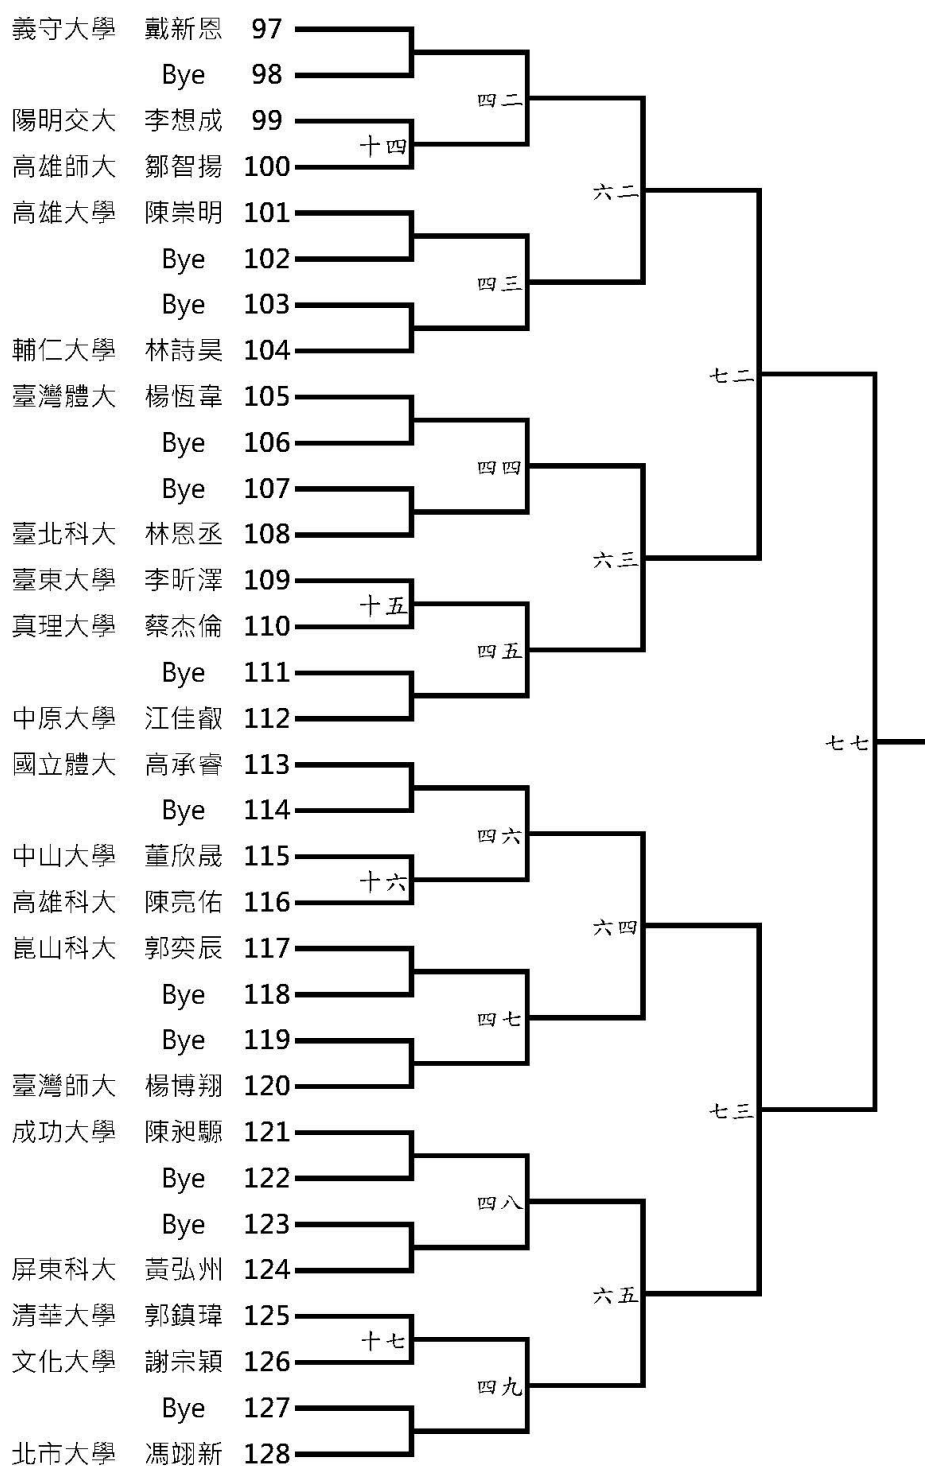 義守大學 戴新恩 97
Bye 98
四二
陽明交大 李想成 99
十四
高雄師大 鄒智揚 100
六二
高雄大學 陳崇明 101
Bye 102
四三
Bye 103
輔仁大學 林詩昊 104
七二
臺灣體大 楊恆韋 105
Bye 106
四四
Bye 107
臺北科大 林恩丞 108
六三
臺東大學 李昕澤 109
十五
真理大學 蔡杰倫 110
四五
Bye 111
中原大學 江佳叡 112
七七
國立體大 高承睿 113
Bye 114
四六
中山大學 董欣晟 115
十六
高雄科大 陳亮佑 116
六四
崑山科大 郭奕辰 117
Bye 118
四七
Bye 119
臺灣師大 楊博翔 120
七三
成功大學 陳昶騵 121
Bye 122
四八
Bye 123
屏東科大 黃弘州 124
六五
清華大學 郭鎮瑋 125
十七
文化大學 謝宗穎 126
四九
Bye 127
北市大學 馮翊新 128